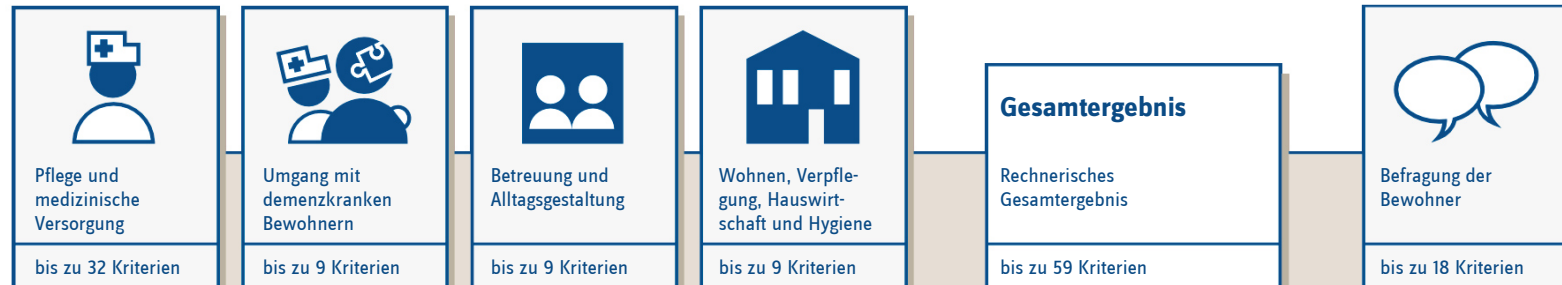 Pflege und
medizinische
Versorgung
bis zu 32 Kriterien
Umgang mit
demenzkranken
Bewohnern
bis zu 9 Kriterien
Betreuung und
Alltagsgestaltung
bis zu 9 Kriterien
Wohnen, Verpfle-
gung, Hauswirt-
schaft und Hygiene
bis zu 9 Kriterien
Gesamtergebnis
Rechnerisches
Gesamtergebnis
bis zu 59 Kriterien
Befragung der
Bewohner
bis zu 18 Kriterien